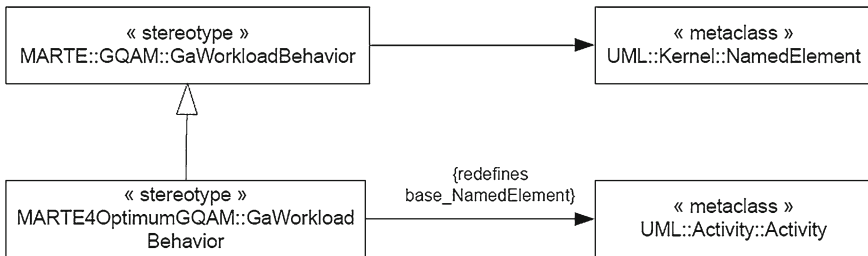 « stereotype »
MARTE::GQAM::GaWorkloadBehavior
« metaclass »
UML::Kernel::NamedElement
« stereotype »
MARTE4OptimumGQAM::GaWorkload
Behavior
{redefines
base_NamedElement}
« metaclass »
UML::Activity::Activity